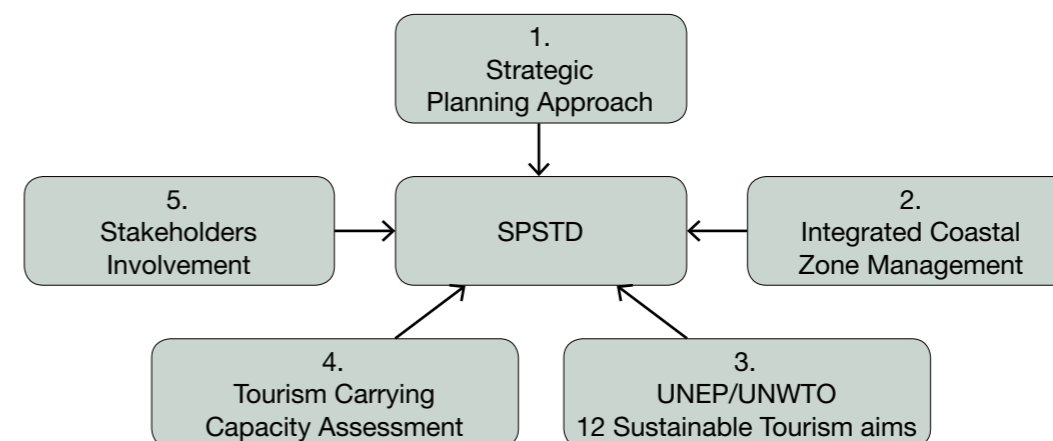 1.
Strategic
Planning Approach
5.
Stakeholders
Involvement
SPSTD
2.
Integrated Coastal
Zone Management
4.
Tourism Carrying
Capacity Assessment
3.
UNEP/UNWTO
12 Sustainable Tourism aims